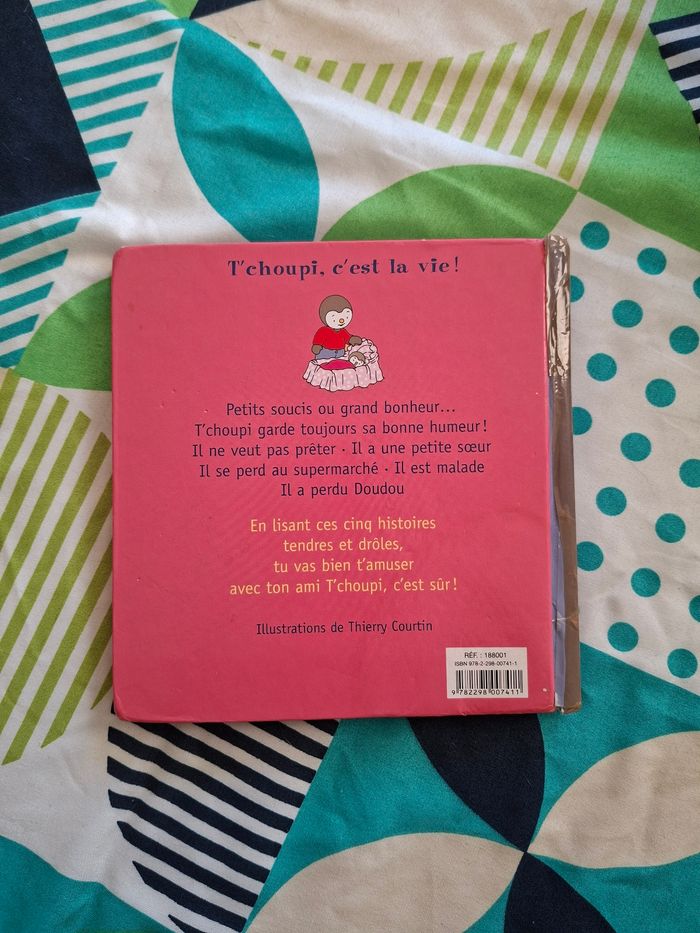 T'choupi, c'est la vie !
Petits soucis ou grand bonheur...
T'choupi garde toujours sa bonne humeur !
Il ne veut pas prêter · Il a une petite sœur
Il se perd au supermarché · Il est malade
Il a perdu Doudou
En lisant ces cinq histoires
tendres et drôles,
tu vas bien t'amuser
avec ton ami T'choupi, c'est sûr !
Illustrations de Thierry Courtin
RÉF. : 188001
ISBN 978-2-298-00741-1
9 782298 007411